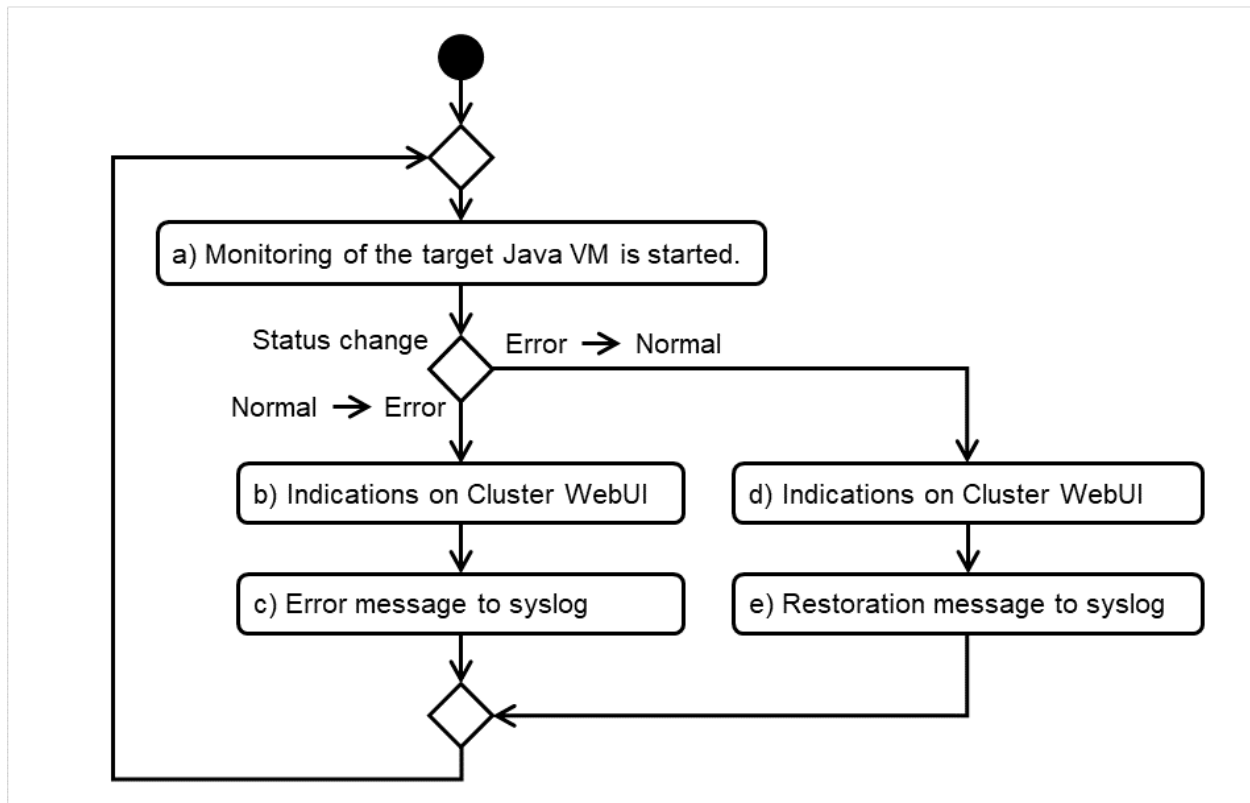 a) Monitoring of the target Java VM is started.
Status change
Error → Normal
Normal → Error
b) Indications on Cluster WebUI
d) Indications on Cluster WebUI
c) Error message to syslog
e) Restoration message to syslog